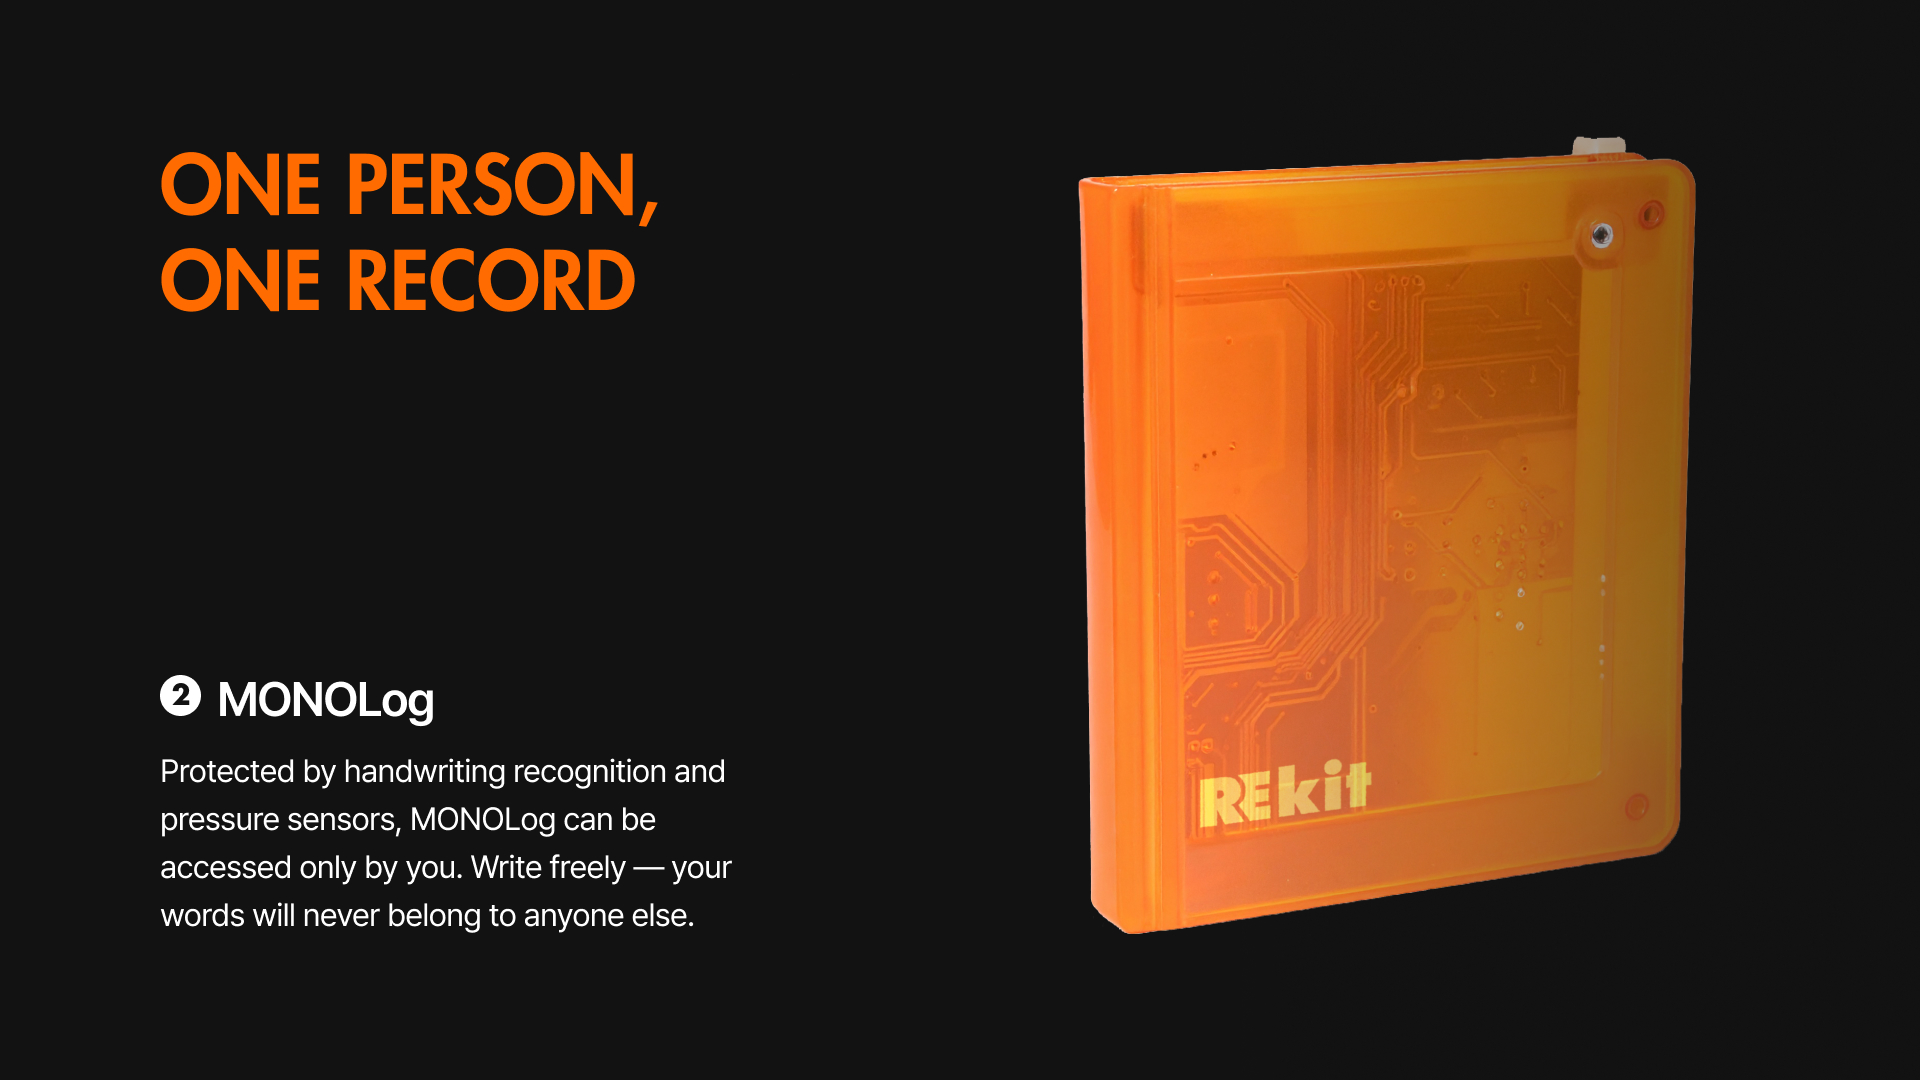 ONE PERSON,
ONE RECORD
2 MONOLog
Protected by handwriting recognition and
pressure sensors, MONOLog can be
accessed only by you. Write freely — your
words will never belong to anyone else.
REkit